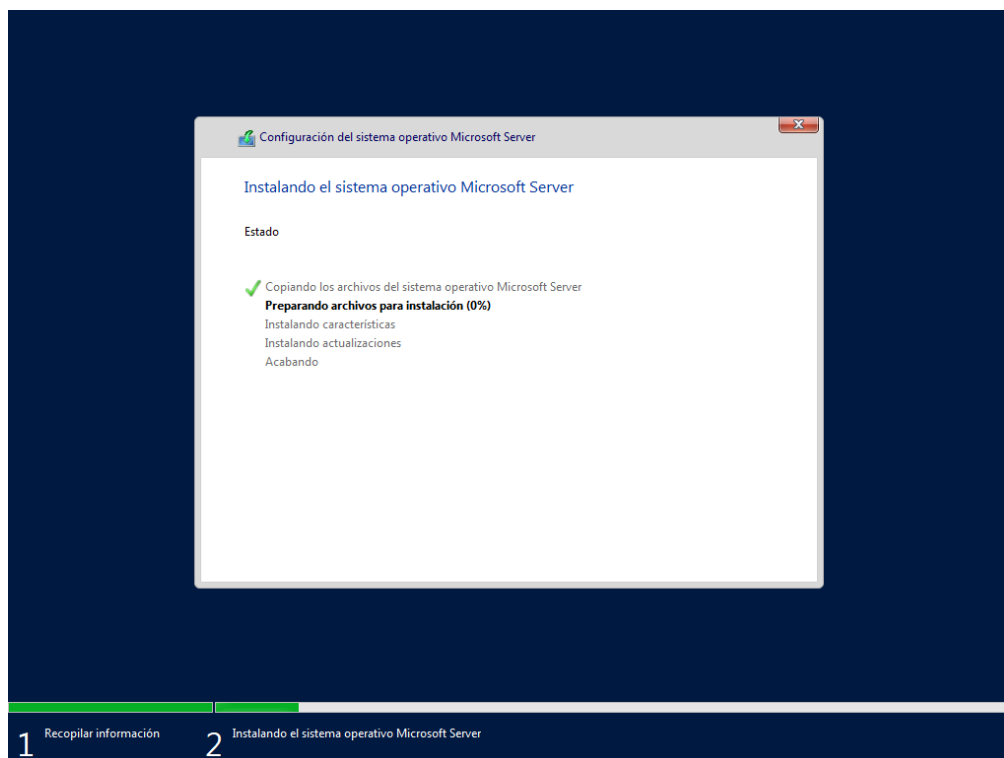 Configuración del sistema operativo Microsoft Server
Instalando el sistema operativo Microsoft Server
Estado
Copiando los archivos del sistema operativo Microsoft Server
Preparando archivos para instalación (0%)
Instalando características
Instalando actualizaciones
Acabando
1 Recopilar información
2 Instalando el sistema operativo Microsoft Server